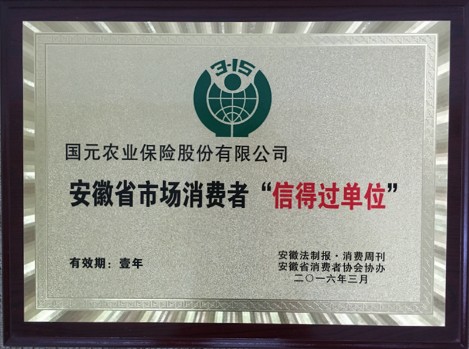 3·15
国元农业保险股份有限公司
安徽省市场消费者“信得过单位”
有效期：壹年
安徽法制报·消费周刊
安徽省消费者协会协办
二〇一六年三月